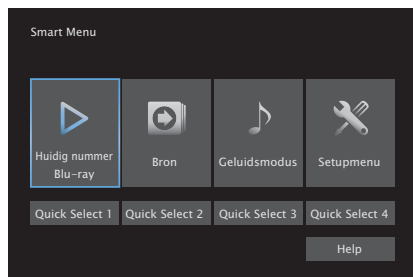 Smart Menu
Huidig nummer
Blu-ray
Bron
Geluidsmodus
Setupmenu
Quick Select 1
Quick Select 2
Quick Select 3
Quick Select 4
Help